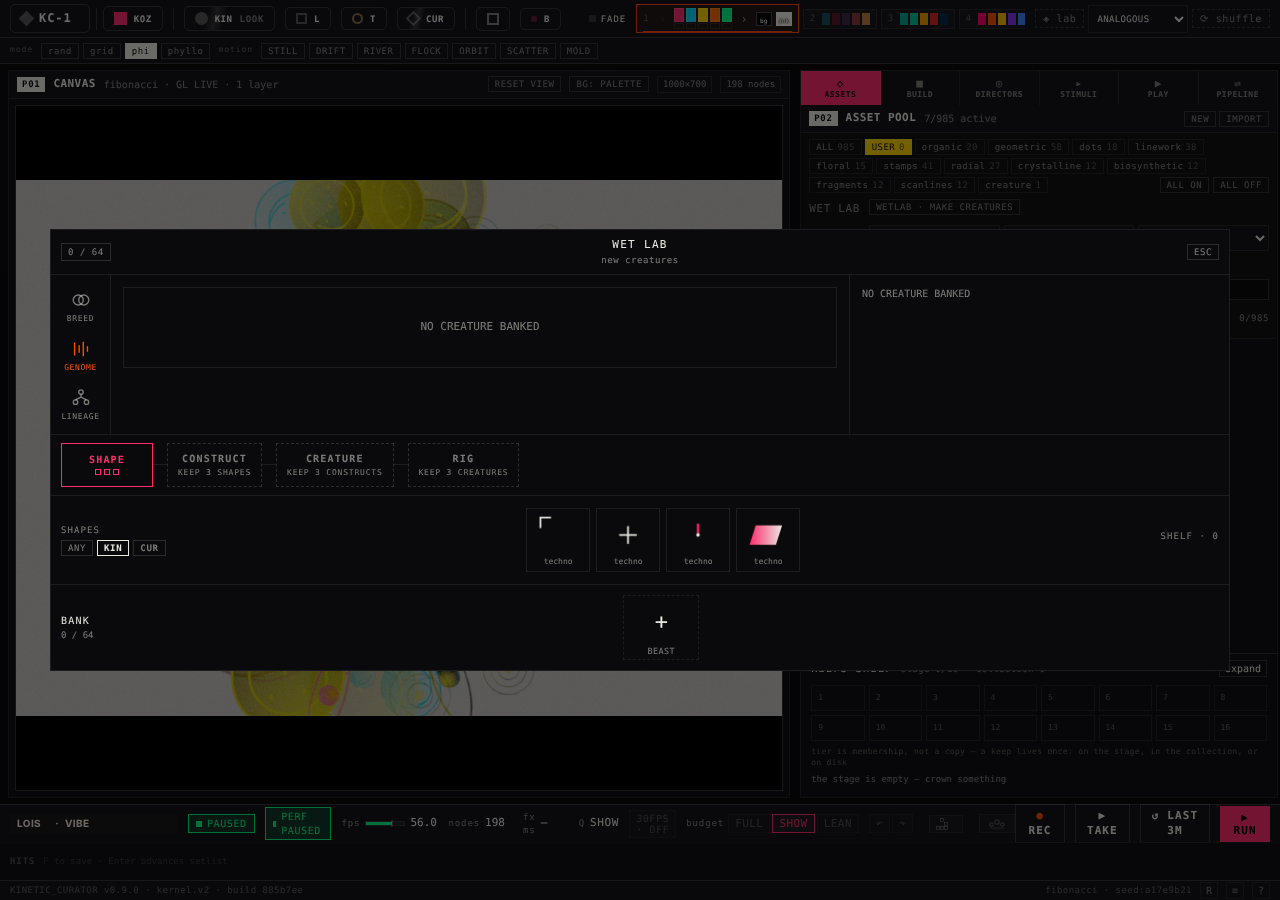 KC-1 KOZ KIN LOOK L T CUR B FADE 1 bg 2 3 4 lab ANALOGOUS shuffle
mode rand grid phi phyllo motion STILL DRIFT RIVER FLOCK ORBIT SCATTER MOLD
P01 CANVAS fibonacci · GL LIVE · 1 layer RESET VIEW BG: PALETTE 1000×700 198 nodes
ASSETS BUILD DIRECTORS STIMULI PLAY PIPELINE
P02 ASSET POOL 7/985 active NEW IMPORT
ALL 985 USER 0 organic 20 geometric 58 dots 18 linework 38
floral 15 stamps 41 radial 27 crystalline 12 biosynthetic 12
fragments 12 scanlines 12 creature 1 ALL ON ALL OFF
WET LAB WETLAB · MAKE CREATURES
0/985
0 / 64 WET LAB ESC
new creatures
BREED
GENOME
LINEAGE
NO CREATURE BANKED
NO CREATURE BANKED
SHAPE
CONSTRUCT
KEEP 3 SHAPES
CREATURE
KEEP 3 CONSTRUCTS
RIG
KEEP 3 CREATURES
SHAPES
ANY KIN CUR
techno techno techno techno
SHELF · 0
BANK
0 / 64
+
BEAST
Expand
1 2 3 4 5 6 7 8
9 10 11 12 13 14 15 16
tier is membership, not a copy — a keep lives once: on the stage, in the collection, or
on disk
the stage is empty — crown something
LOIS · VIBE PAUSED PERF PAUSED fps 56.0 nodes 198 fx ms — Q SHOW 30FPS · OFF budget FULL SHOW LEAN REC TAKE LAST 3M RUN
HITS F to save · Enter advances setlist
KINETIC_CURATOR v0.9.0 · kernel.v2 · build 885b7ee fibonacci · seed:a17e9b21 R ≡ ?